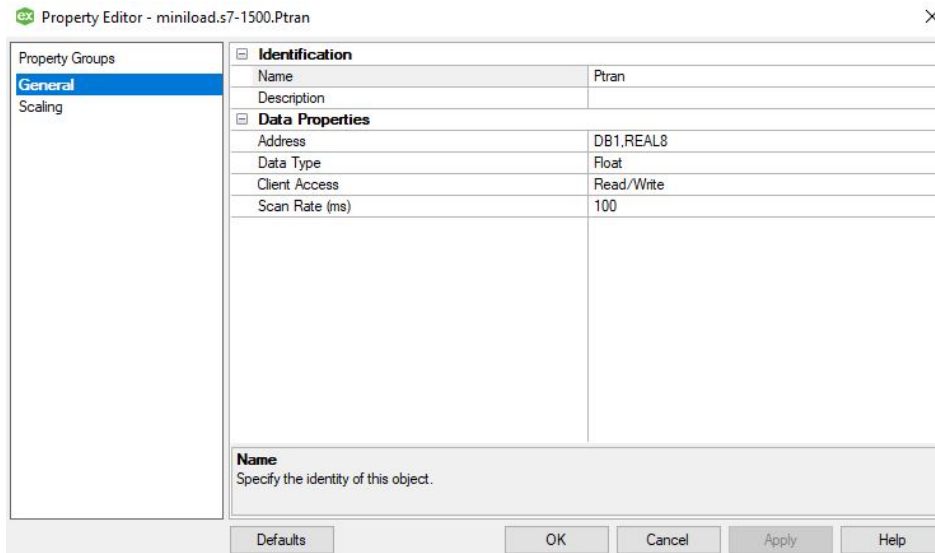 ex Property Editor - miniload.s7-1500.Ptran
Property Groups
General
Scaling
Identification
Name Ptran
Description
Data Properties
Address DB1,REAL8
Data Type Float
Client Access Read/Write
Scan Rate (ms) 100
Name
Specify the identity of this object.
Defaults OK Cancel Apply Help